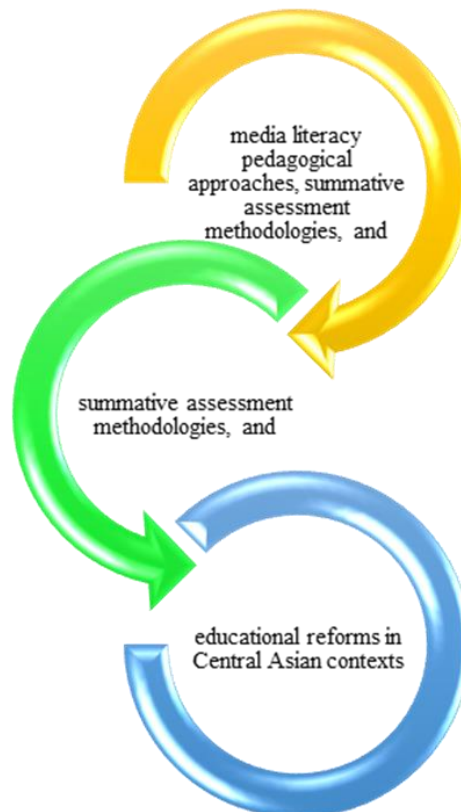 media literacy
pedagogical
approaches, summative
assessment
methodologies, and
summative assessment
methodologies, and
educational reforms in
Central Asian contexts